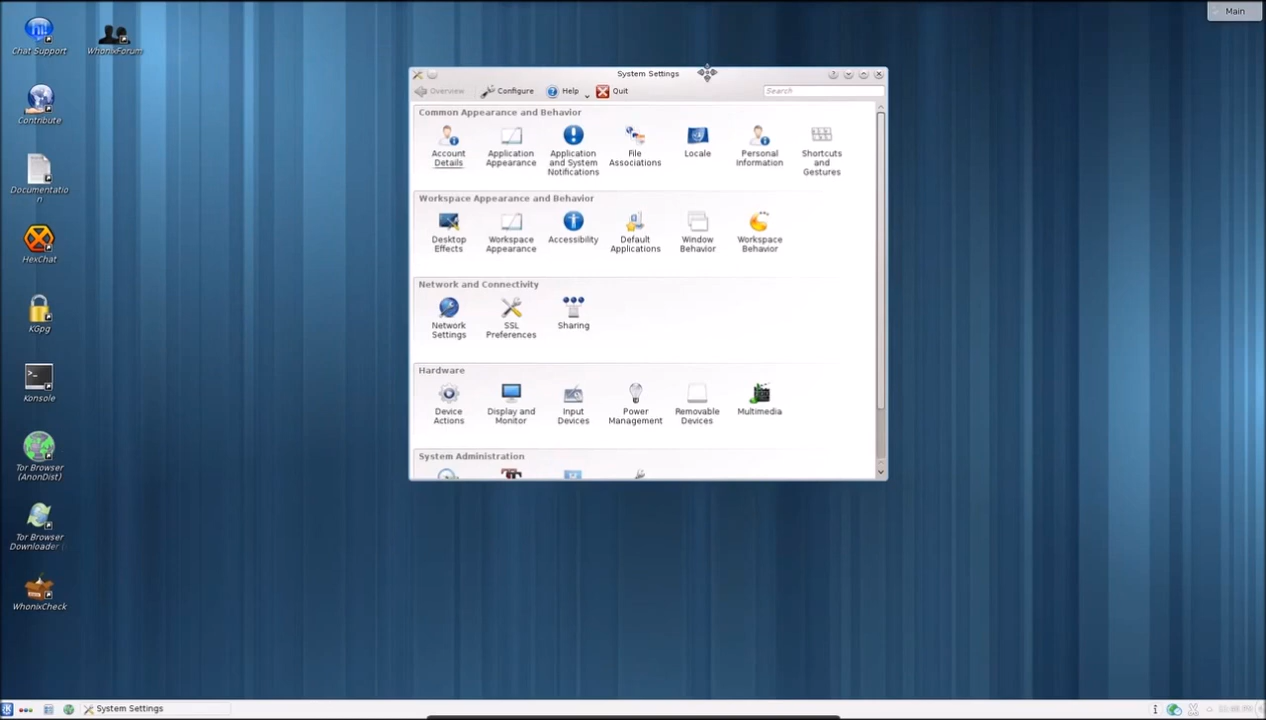 Main
Chat Support
WhonixForum
Contribute
Documentatio
n
HexChat
KGpg
Konsole
Tor Browser
(AnonDist)
Tor Browser
Downloader (
WhonixCheck
System Settings
Overview
Configure
Help
Quit
Search
Common Appearance and Behavior
Account
Details
Application
Appearance
Application
and System
Notifications
File
Associations
Locale
Personal
Information
Shortcuts
and
Gestures
Workspace Appearance and Behavior
Desktop
Effects
Workspace
Appearance
Accessibility
Default
Applications
Window
Behavior
Workspace
Behavior
Network and Connectivity
Network
Settings
SSL
Preferences
Sharing
Hardware
Device
Actions
Display and
Monitor
Input
Devices
Power
Management
Removable
Devices
Multimedia
System Administration
System Settings